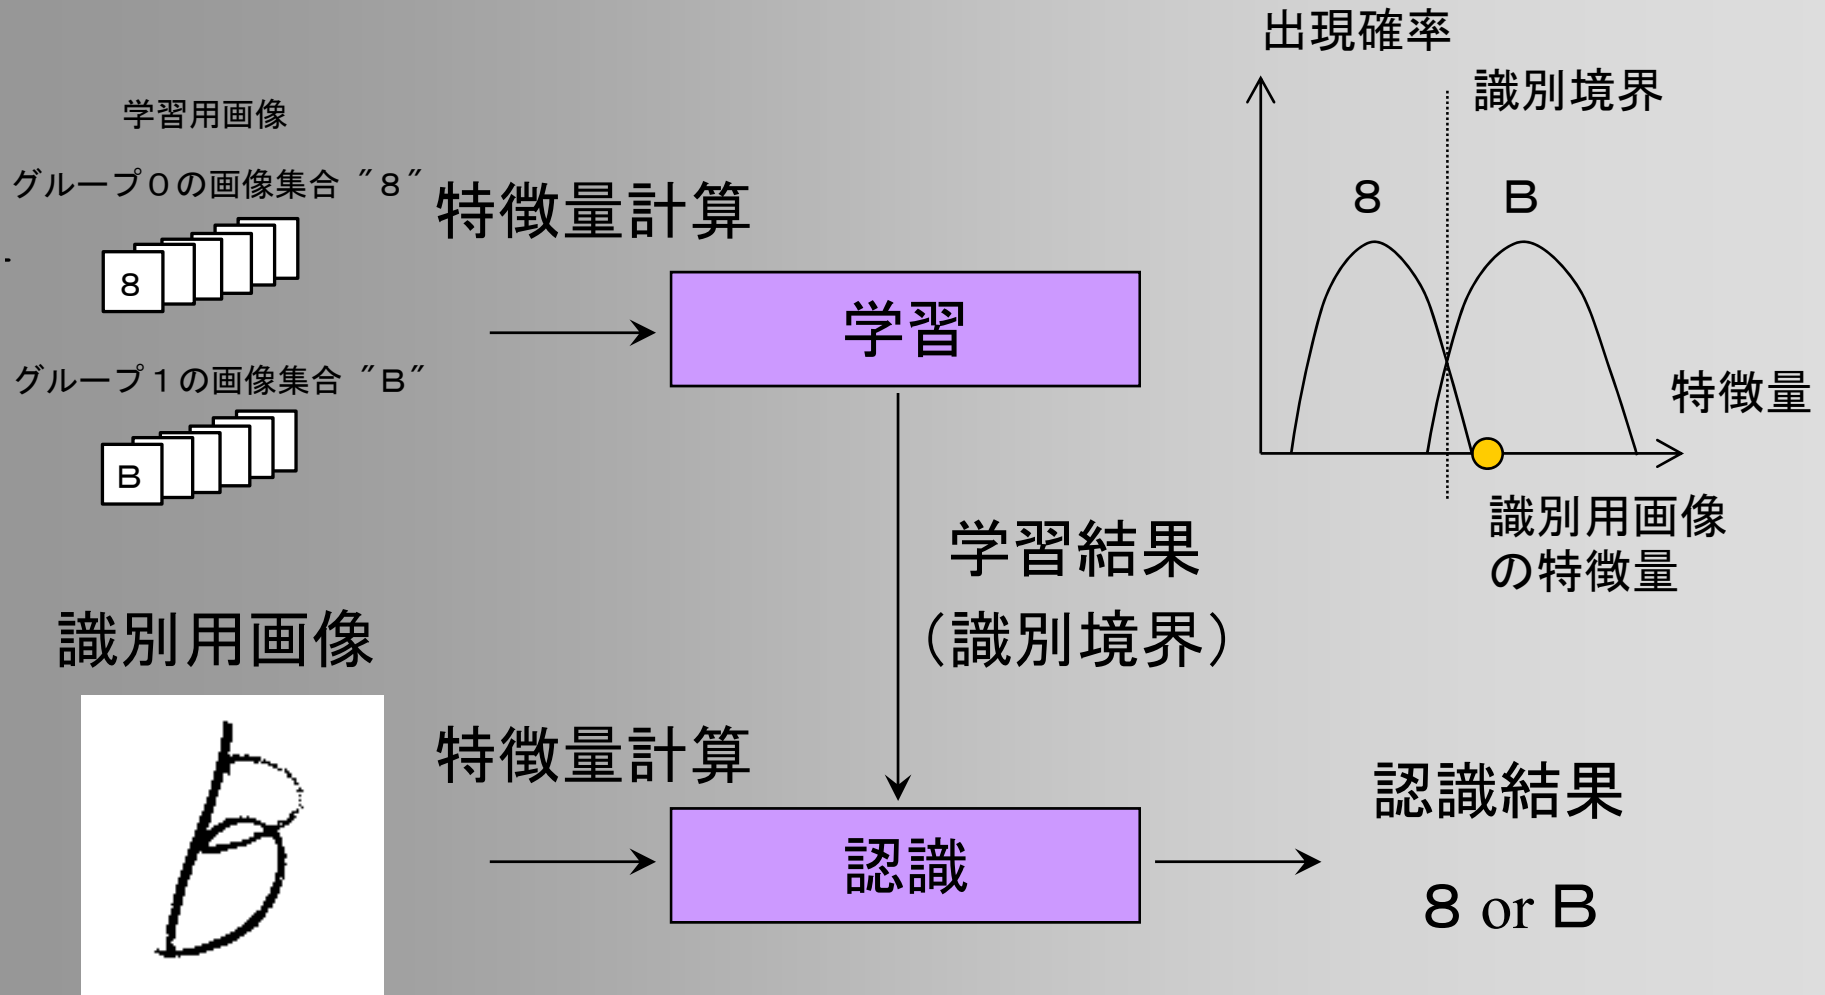 学習用画像
グループ０の画像集合 ″８″
８
グループ１の画像集合 ″Ｂ″
Ｂ
特徴量計算
学習
学習結果
（識別境界）
識別用画像
B
特徴量計算
認識
認識結果
８ or Ｂ
出現確率
識別境界
８ Ｂ
特徴量
識別用画像
の特徴量